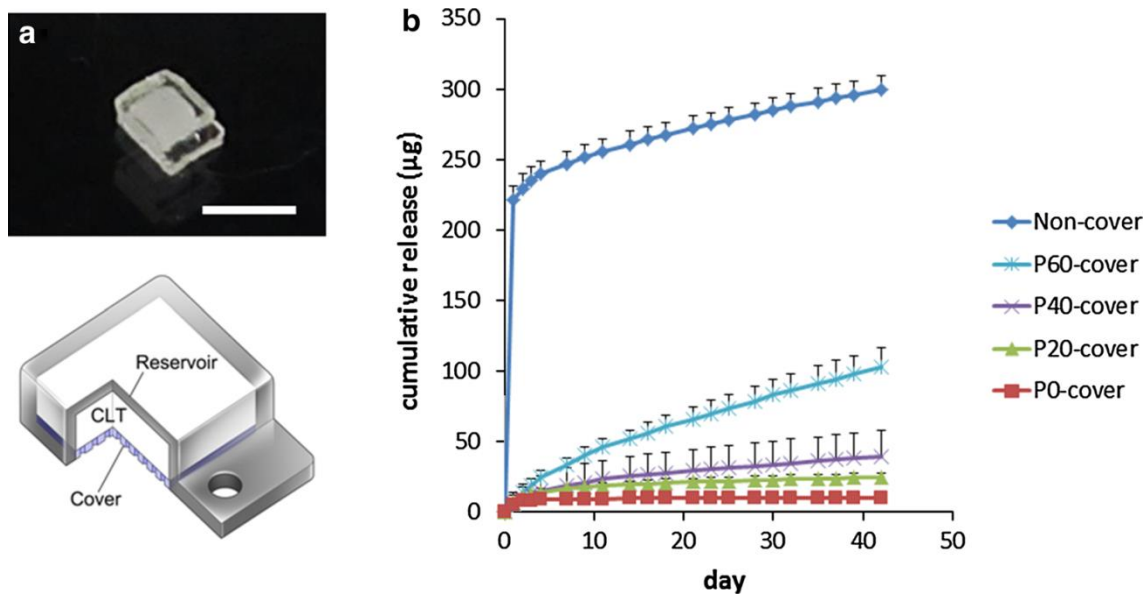 a
Reservoir
CLT
Cover
b
cumulative release (µg)
350
300
250
200
150
100
50
0
0 10 20 30 40 50
day
Non-cover
P60-cover
P40-cover
P20-cover
P0-cover